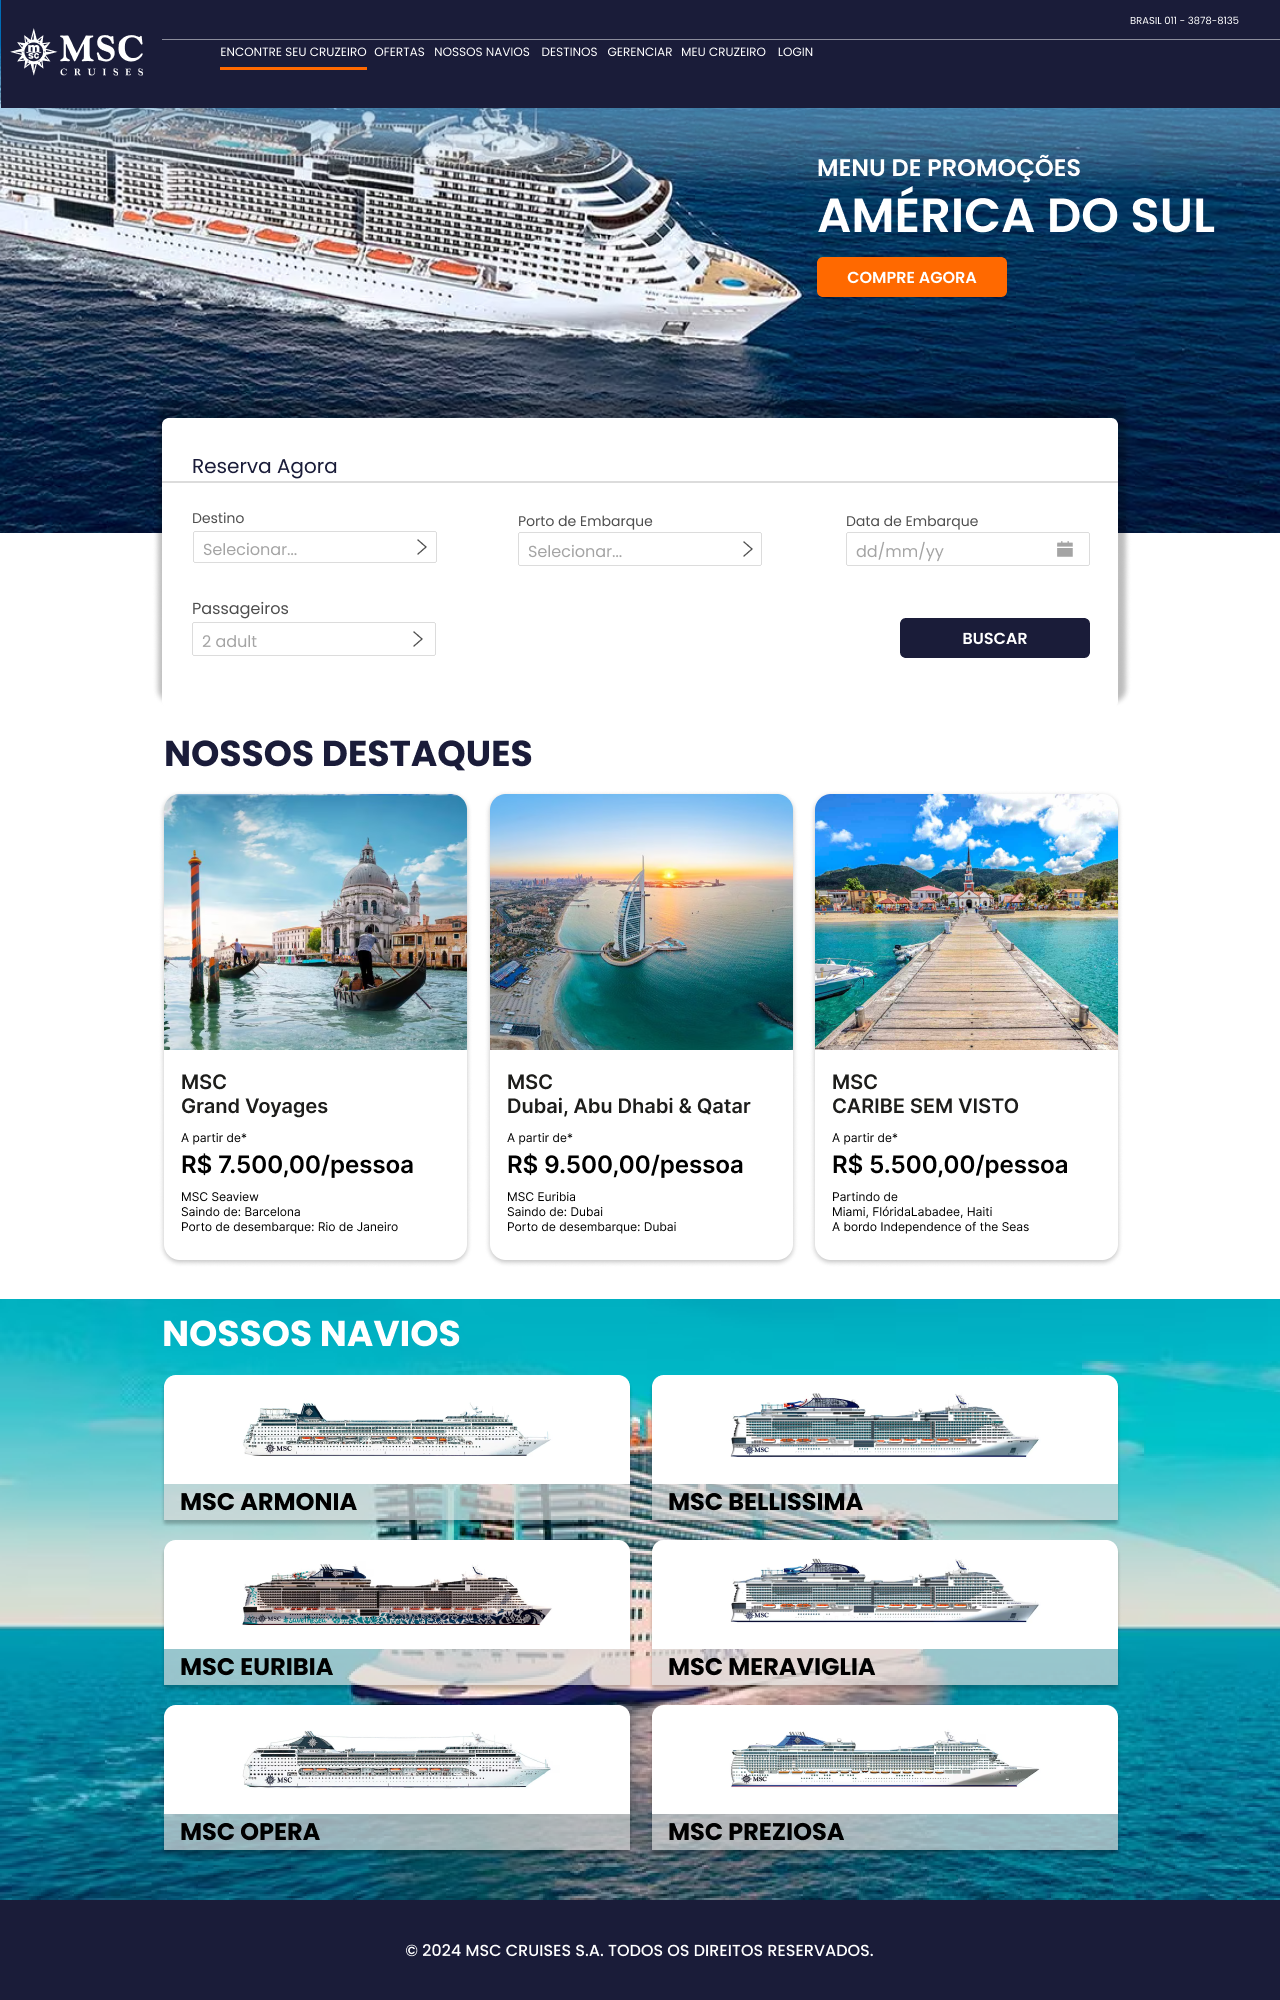 BRASIL 011 - 3878-8135
MSC
CRUISES
ENCONTRE SEU CRUZEIRO OFERTAS NOSSOS NAVIOS DESTINOS GERENCIAR MEU CRUZEIRO LOGIN
MENU DE PROMOÇÕES
AMÉRICA DO SUL
COMPRE AGORA
Reserva Agora
Destino
Selecionar...
Porto de Embarque
Selecionar...
Data de Embarque
dd/mm/yy
Passageiros
2 adult
BUSCAR
NOSSOS DESTAQUES
MSC
Grand Voyages
A partir de*
R$ 7.500,00/pessoa
MSC Seaview
Saindo de: Barcelona
Porto de desembarque: Rio de Janeiro
MSC
Dubai, Abu Dhabi & Qatar
A partir de*
R$ 9.500,00/pessoa
MSC Euribia
Saindo de: Dubai
Porto de desembarque: Dubai
MSC
CARIBE SEM VISTO
A partir de*
R$ 5.500,00/pessoa
Partindo de
Miami, FlóridaLabadee, Haiti
A bordo Independence of the Seas
NOSSOS NAVIOS
MSC
MSC ARMONIA
MSC
MSC BELLISSIMA
MSC
MSC EURIBIA
MSC
MSC MERAVIGLIA
MSC
MSC OPERA
MSC
MSC PREZIOSA
© 2024 MSC CRUISES S.A. TODOS OS DIREITOS RESERVADOS.